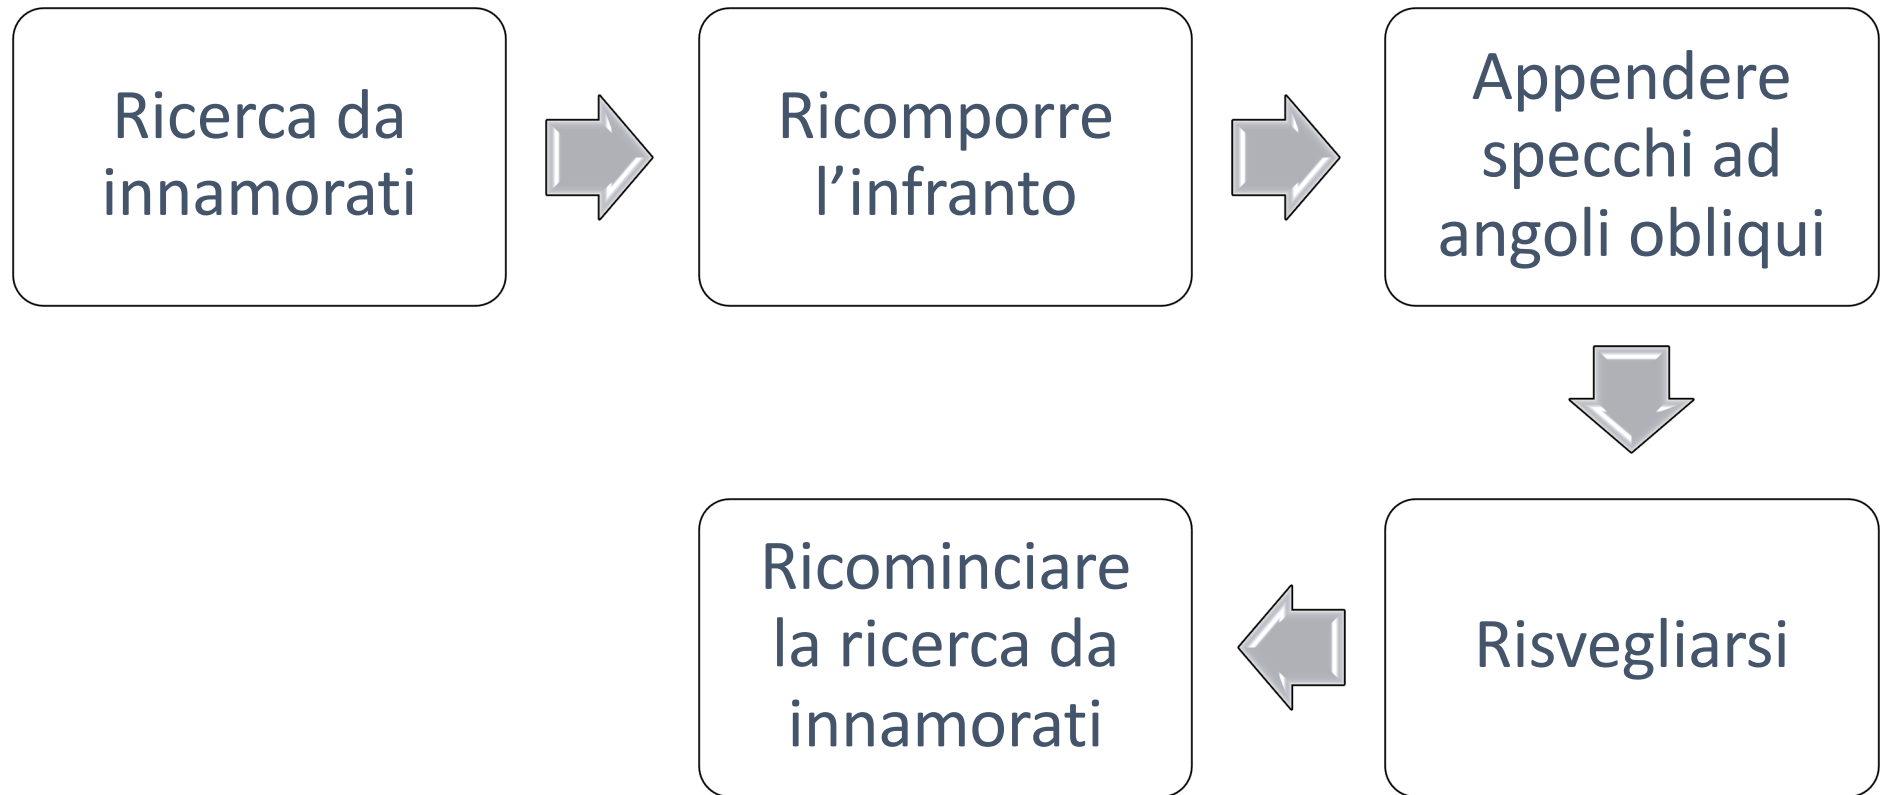 Ricerca da
innamorati
Ricomporre
l’infranto
Appendere
specchi ad
angoli obliqui
Risvegliarsi
Ricominciare
la ricerca da
innamorati